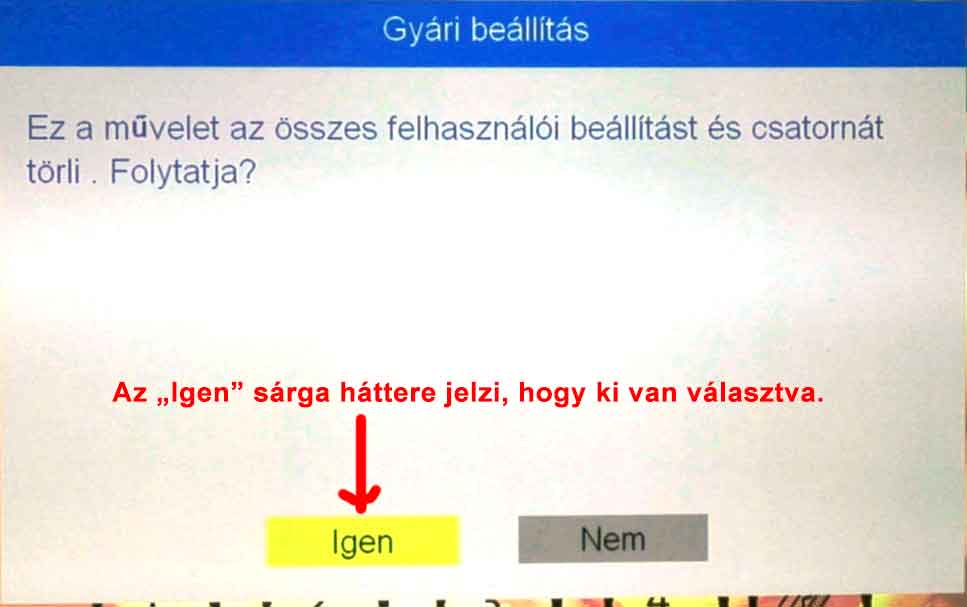 Gyári beállítás
Ez a művelet az összes felhasználói beállítást és csatornát
törli . Folytatja?
Az „Igen” sárga háttere jelzi, hogy ki van választva.
Igen
Nem